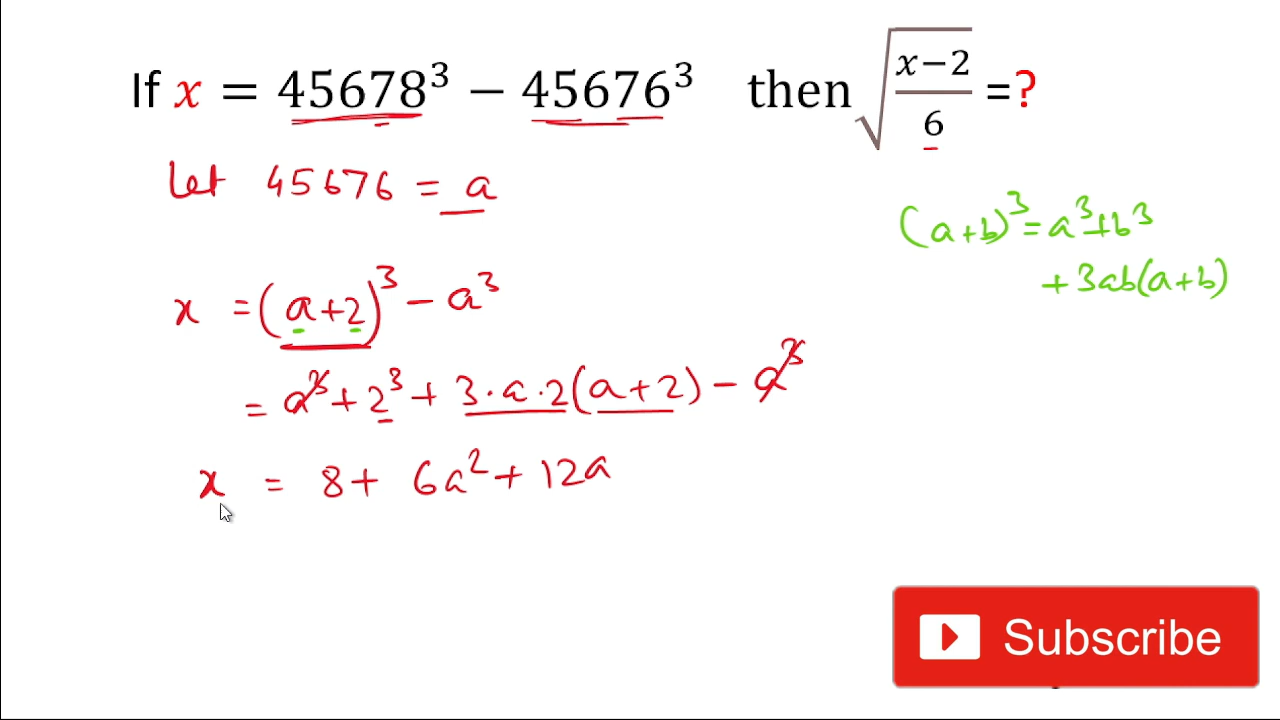 If x = 45678³ − 45676³ then √((x−2)/6) =?
Let 45676 = a
(a+b)³ = a³+b³
+ 3ab(a+b)
x = (a+2)³ − a³
= a³ + 2³ + 3·a·2(a+2) − a³
x = 8 + 6a² + 12a
Subscribe